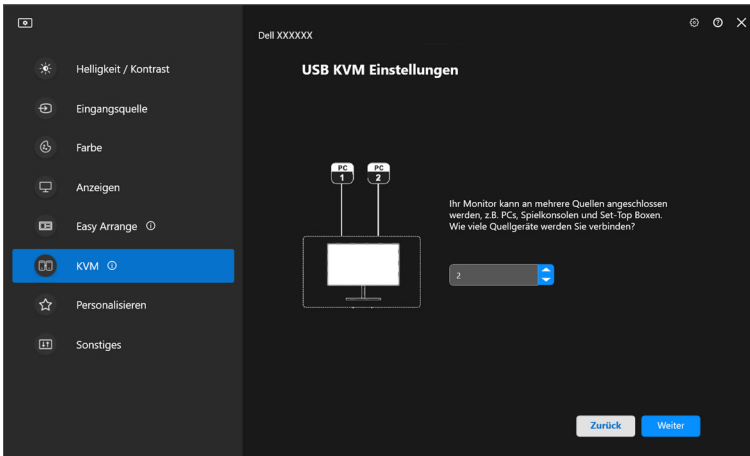 Dell XXXXXX
Helligkeit / Kontrast
Eingangsquelle
Farbe
Anzeigen
Easy Arrange
KVM
Personalisieren
Sonstiges
USB KVM Einstellungen
PC
1
PC
2
Ihr Monitor kann an mehrere Quellen angeschlossen
werden, z.B. PCs, Spielkonsolen und Set-Top Boxen.
Wie viele Quellgeräte werden Sie verbinden?
2
Zurück
Weiter